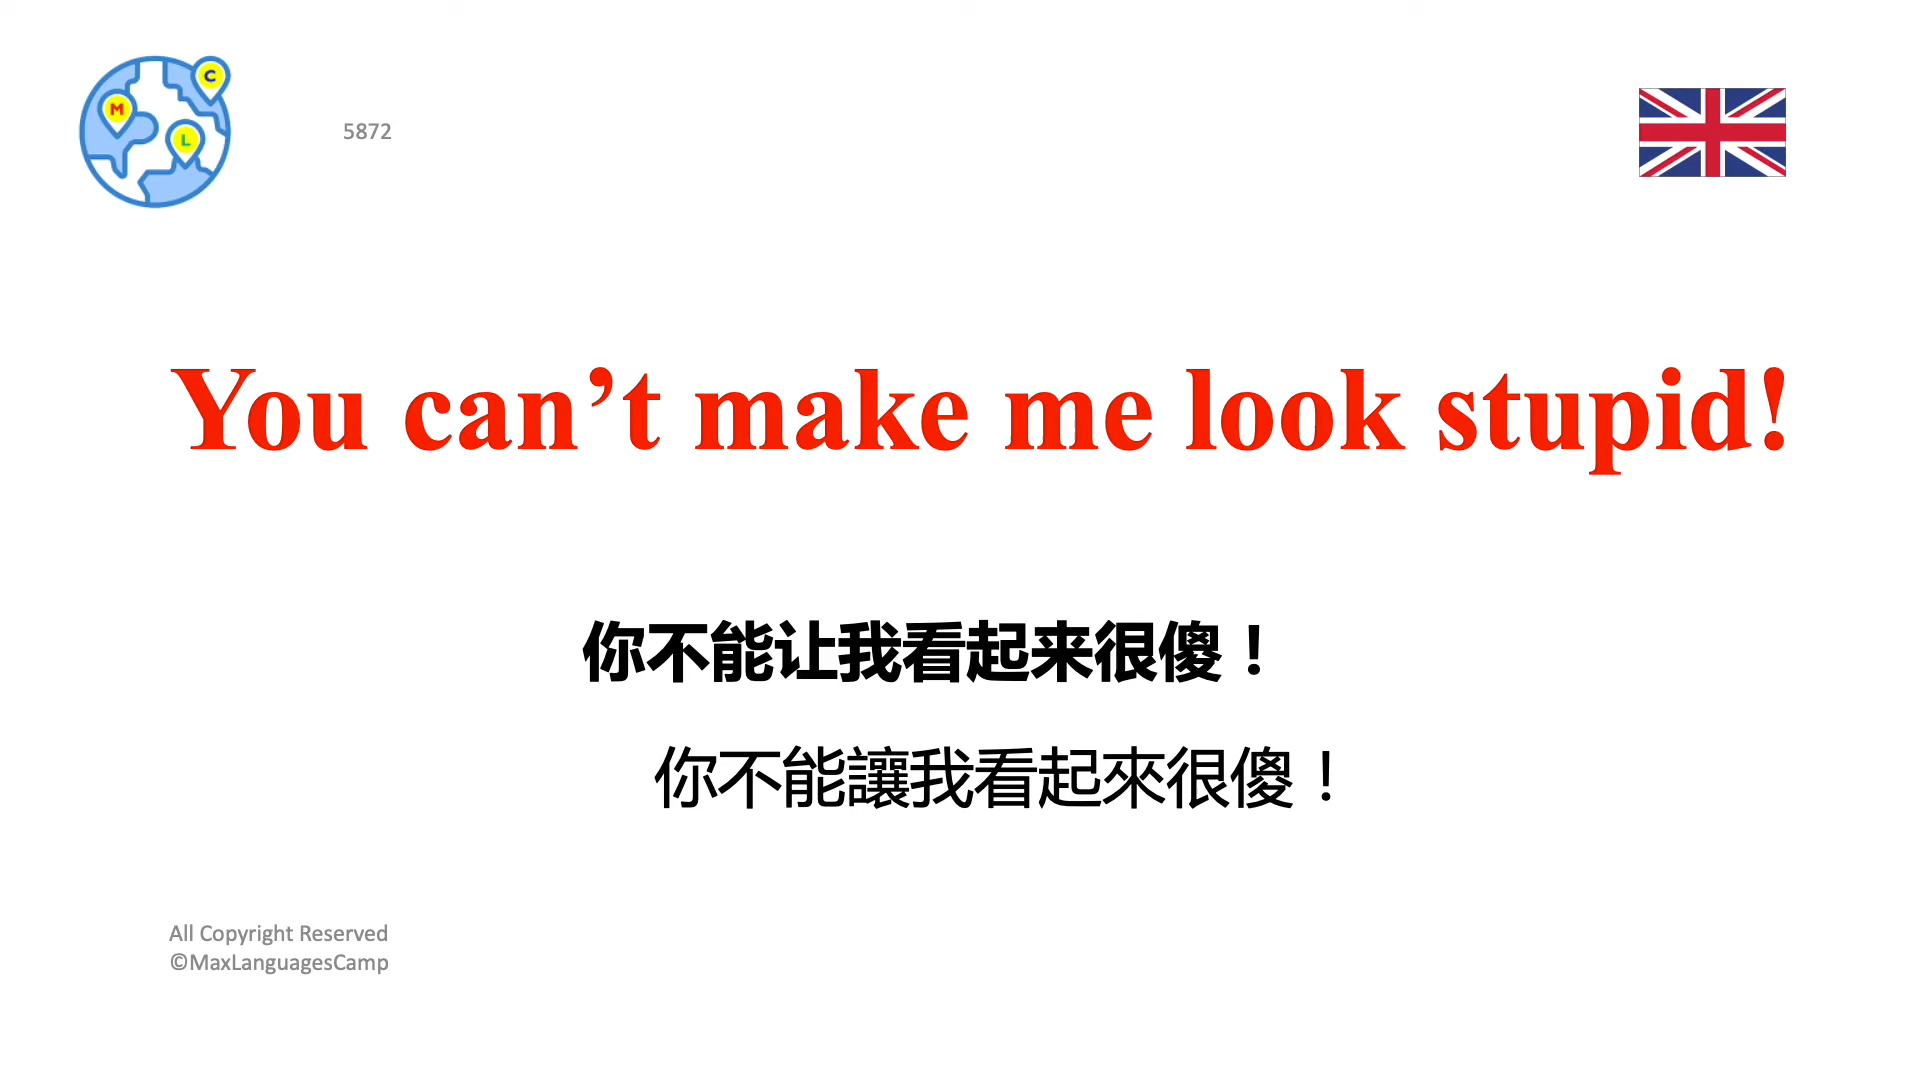 C
M
L
5872
You can’t make me look stupid!
你不能让我看起来很傻！
你不能讓我看起來很傻！
All Copyright Reserved
©MaxLanguagesCamp